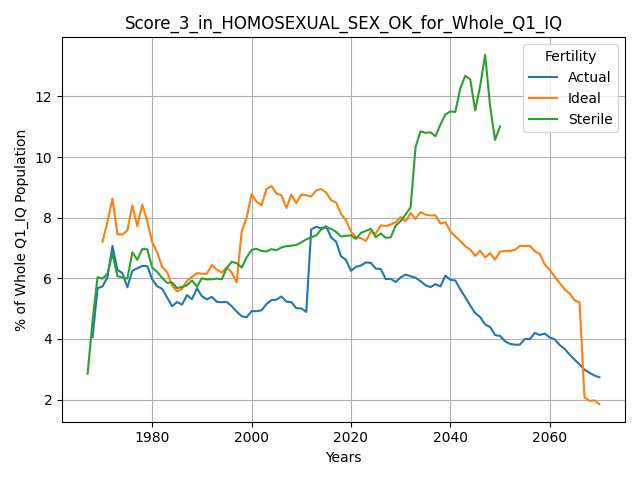 Score_3_in_HOMOSEXUAL_SEX_OK_for_Whole_Q1_IQ
Fertility
Actual
Ideal
Sterile
% of Whole Q1_IQ Population
12
10
8
6
4
2
1980 2000 2020 2040 2060
Years